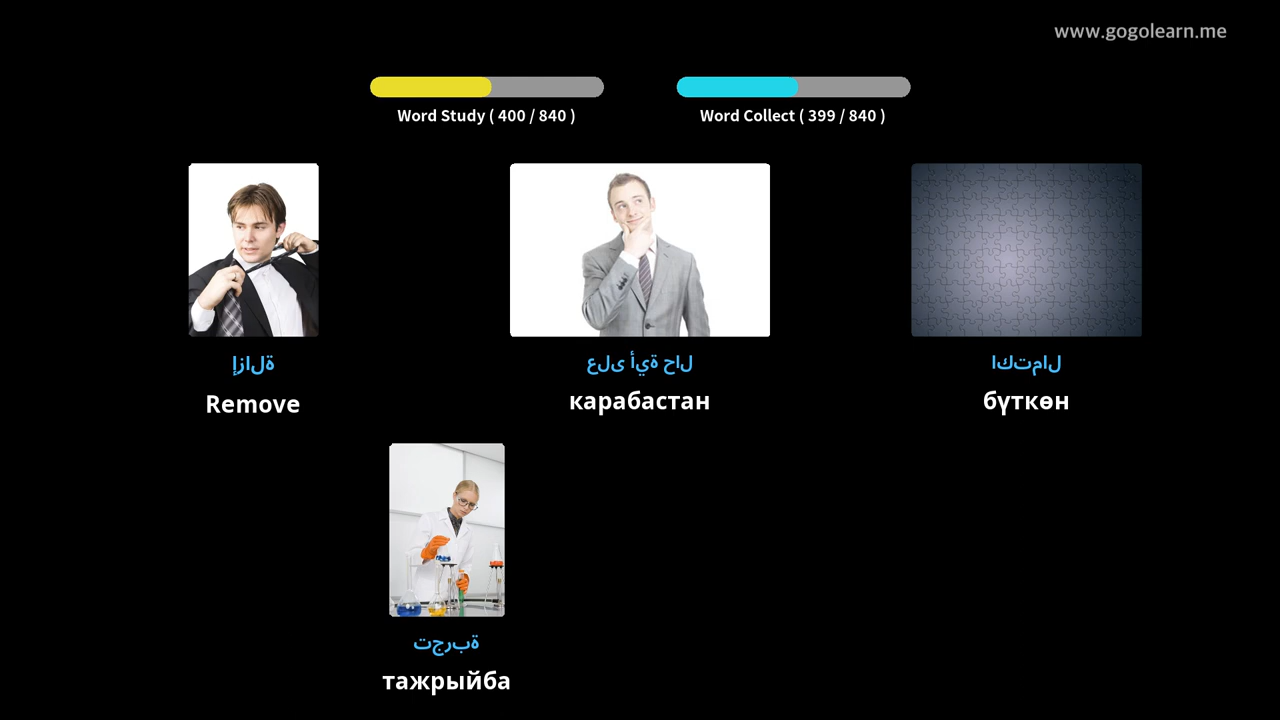 www.gogolearn.me
Word Study ( 400 / 840 )
Word Collect ( 399 / 840 )
إزالة
على أية حال
اكتمال
Remove
карабастан
бүткөн
تجربة
тажрыйба